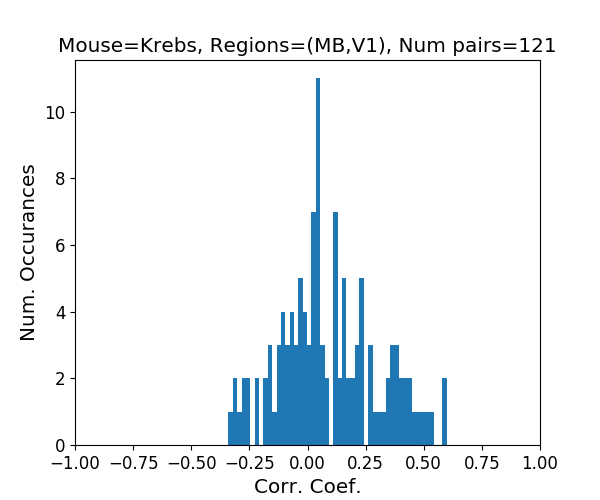 Mouse=Krebs, Regions=(MB,V1), Num pairs=121
10
8
6
4
2
0
Num. Occurances
−1.00 −0.75 −0.50 −0.25 0.00 0.25 0.50 0.75 1.00
Corr. Coef.